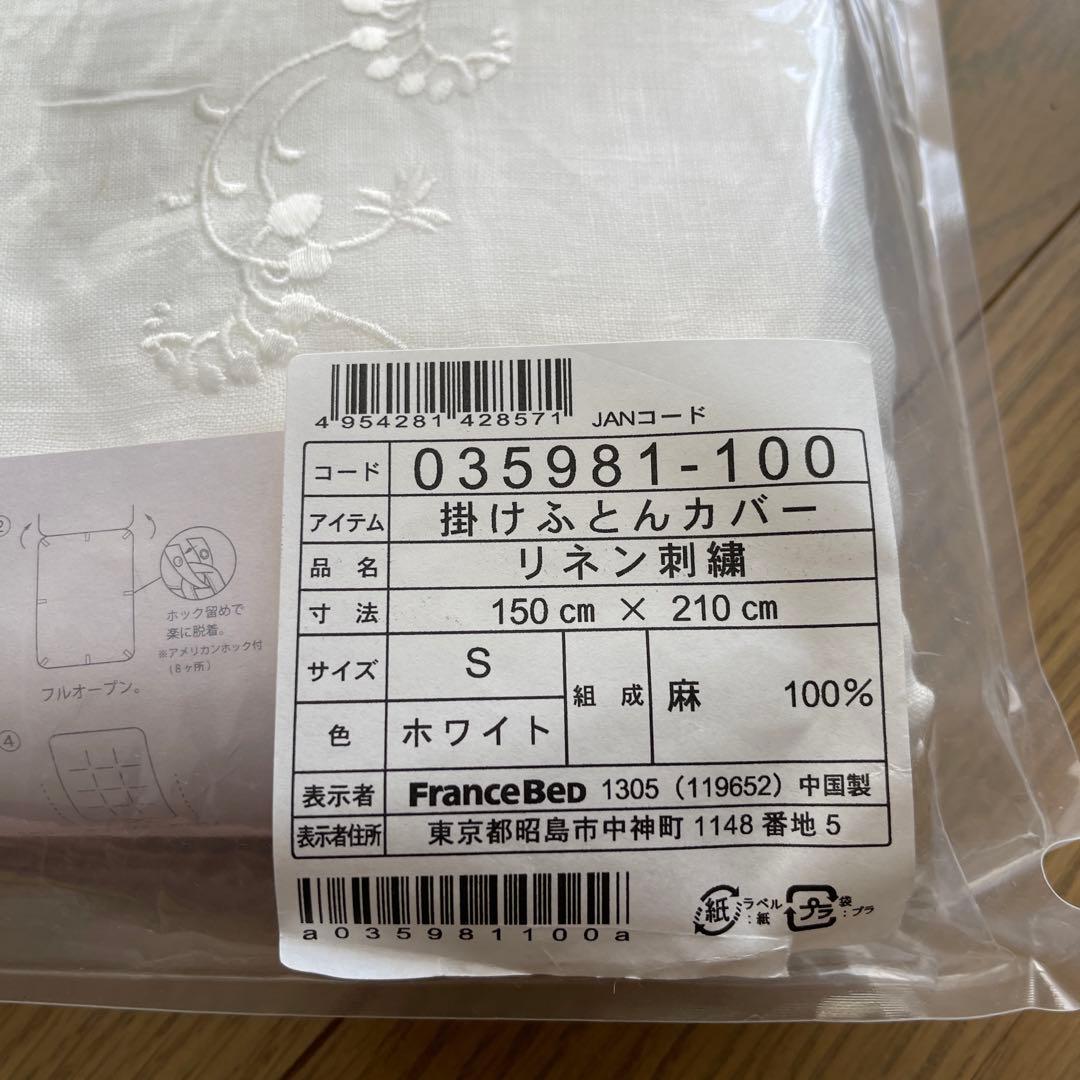 4 954281 428571 JANコード
コード 035981-100
アイテム 掛けふとんカバー
品 名 リネン刺繍
寸 法 150 cm × 210 cm
サイズ S
組 成 麻 100%
色 ホワイト
表示者 FranceBeD 1305 (119652) 中国製
表示者住所 東京都昭島市中神町 1148 番地 5
a035981100a
紙 ラベル
:紙
プラ 袋
:プラ
②
ホック留めで
楽に脱着。
※アメリカンホック付
(8ヶ所)
フルオープン。
④